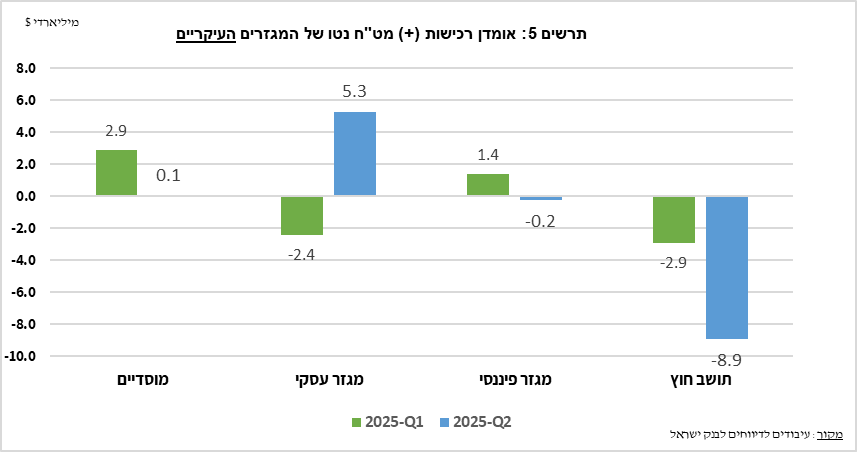 מיליארדי $
תרשים 5: אומדן רכישות (+) מט"ח נטו של המגזרים העיקריים
8.0
6.0
4.0
2.0
0.0
-2.0
-4.0
-6.0
-8.0
-10.0
2.9
0.1
-2.4
5.3
1.4
-0.2
-2.9
-8.9
מוסדיים
מגזר עסקי
מגזר פיננסי
תושב חוץ
2025-Q1
2025-Q2
מקור: עיבודים לדיווחים לבנק ישראל